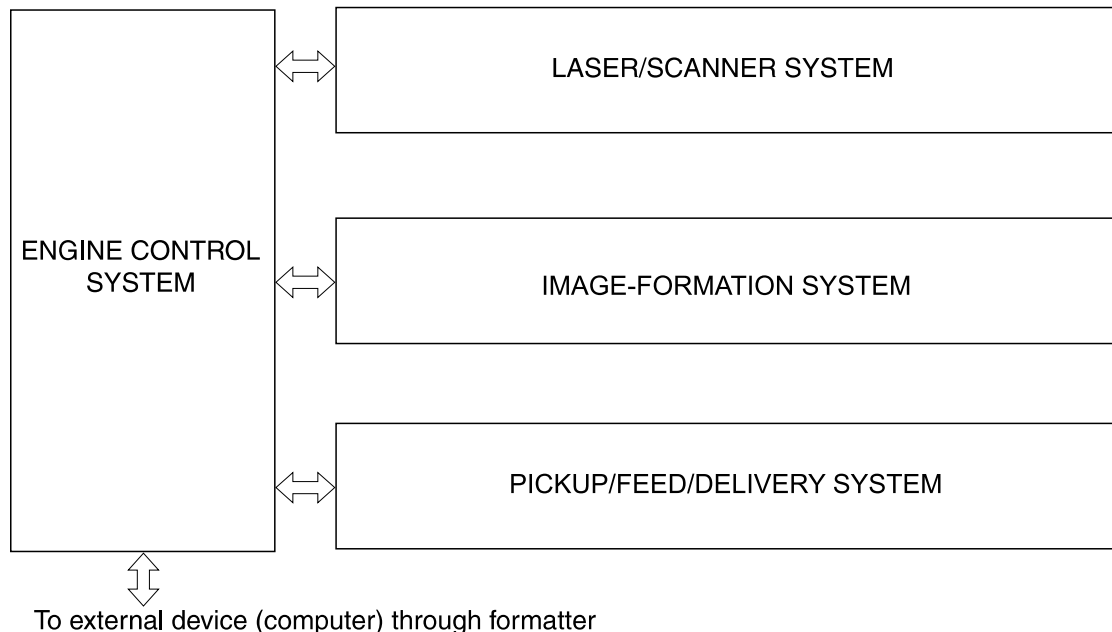 LASER/SCANNER SYSTEM
ENGINE CONTROL
SYSTEM
IMAGE-FORMATION SYSTEM
PICKUP/FEED/DELIVERY SYSTEM
To external device (computer) through formatter